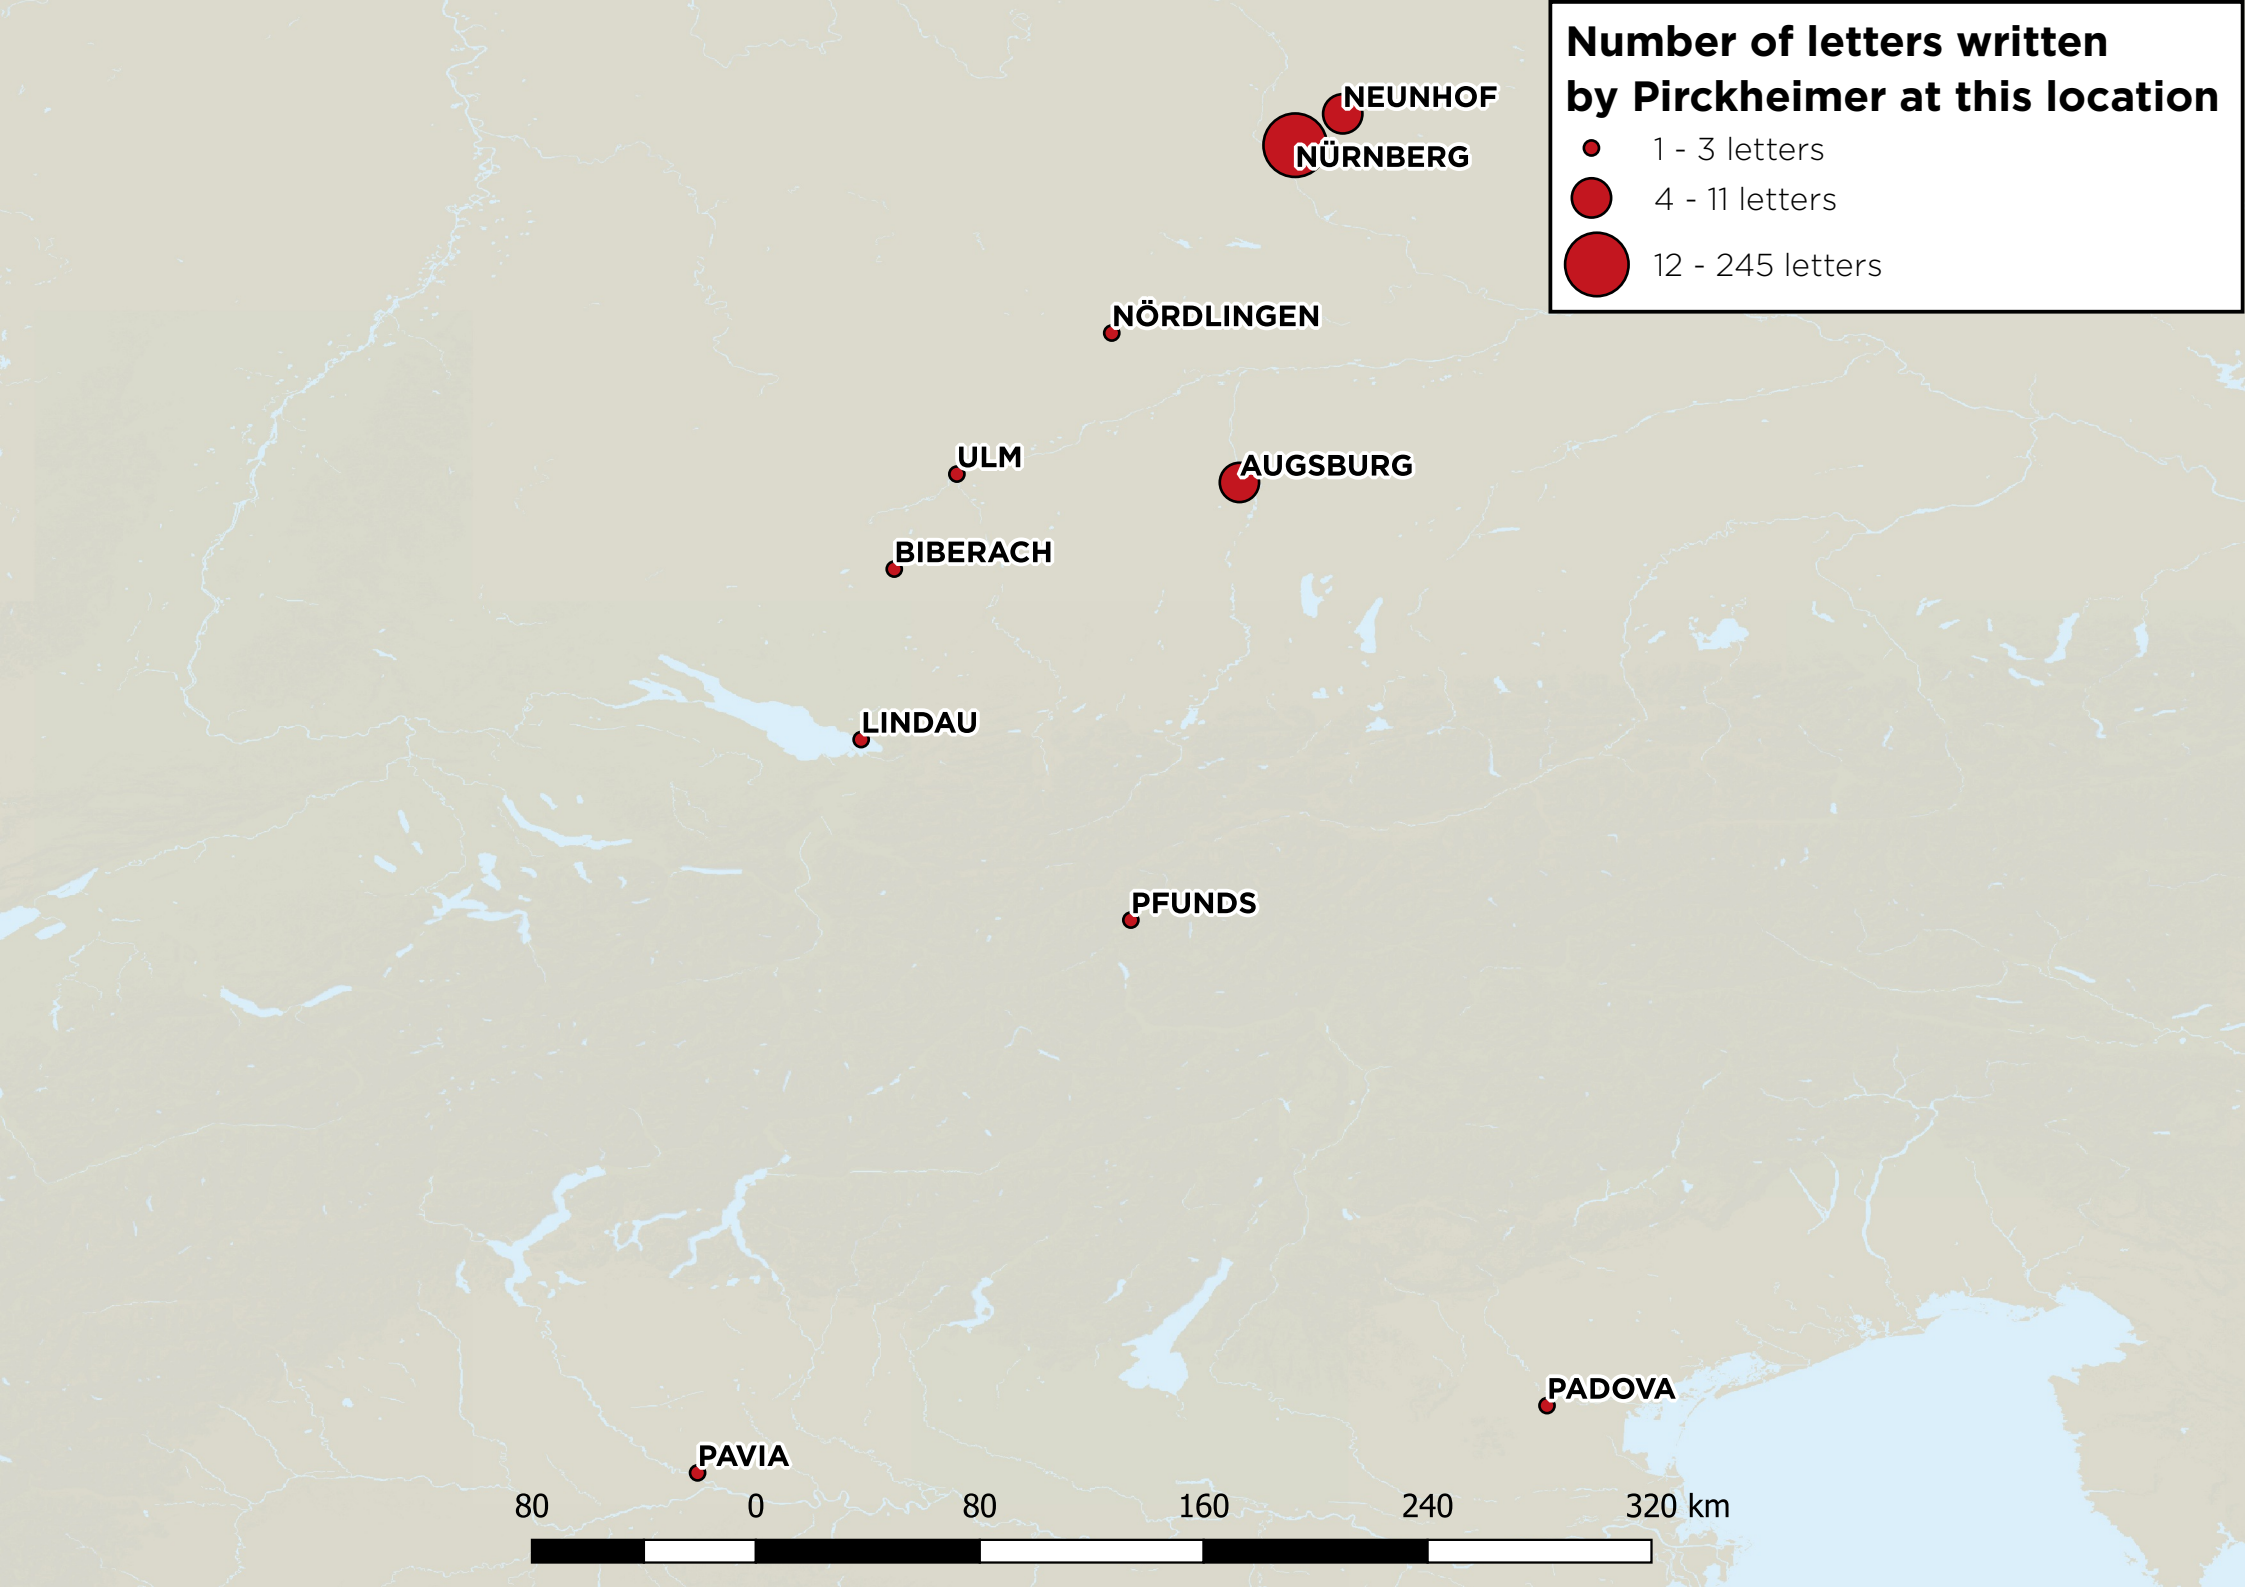 Number of letters written
by Pirckheimer at this location
1 - 3 letters
4 - 11 letters
12 - 245 letters
NEUNHOF
NÜRNBERG
NÖRDLINGEN
ULM
AUGSBURG
BIBERACH
LINDAU
PFUNDS
PADOVA
PAVIA
80 0 80 160 240 320 km